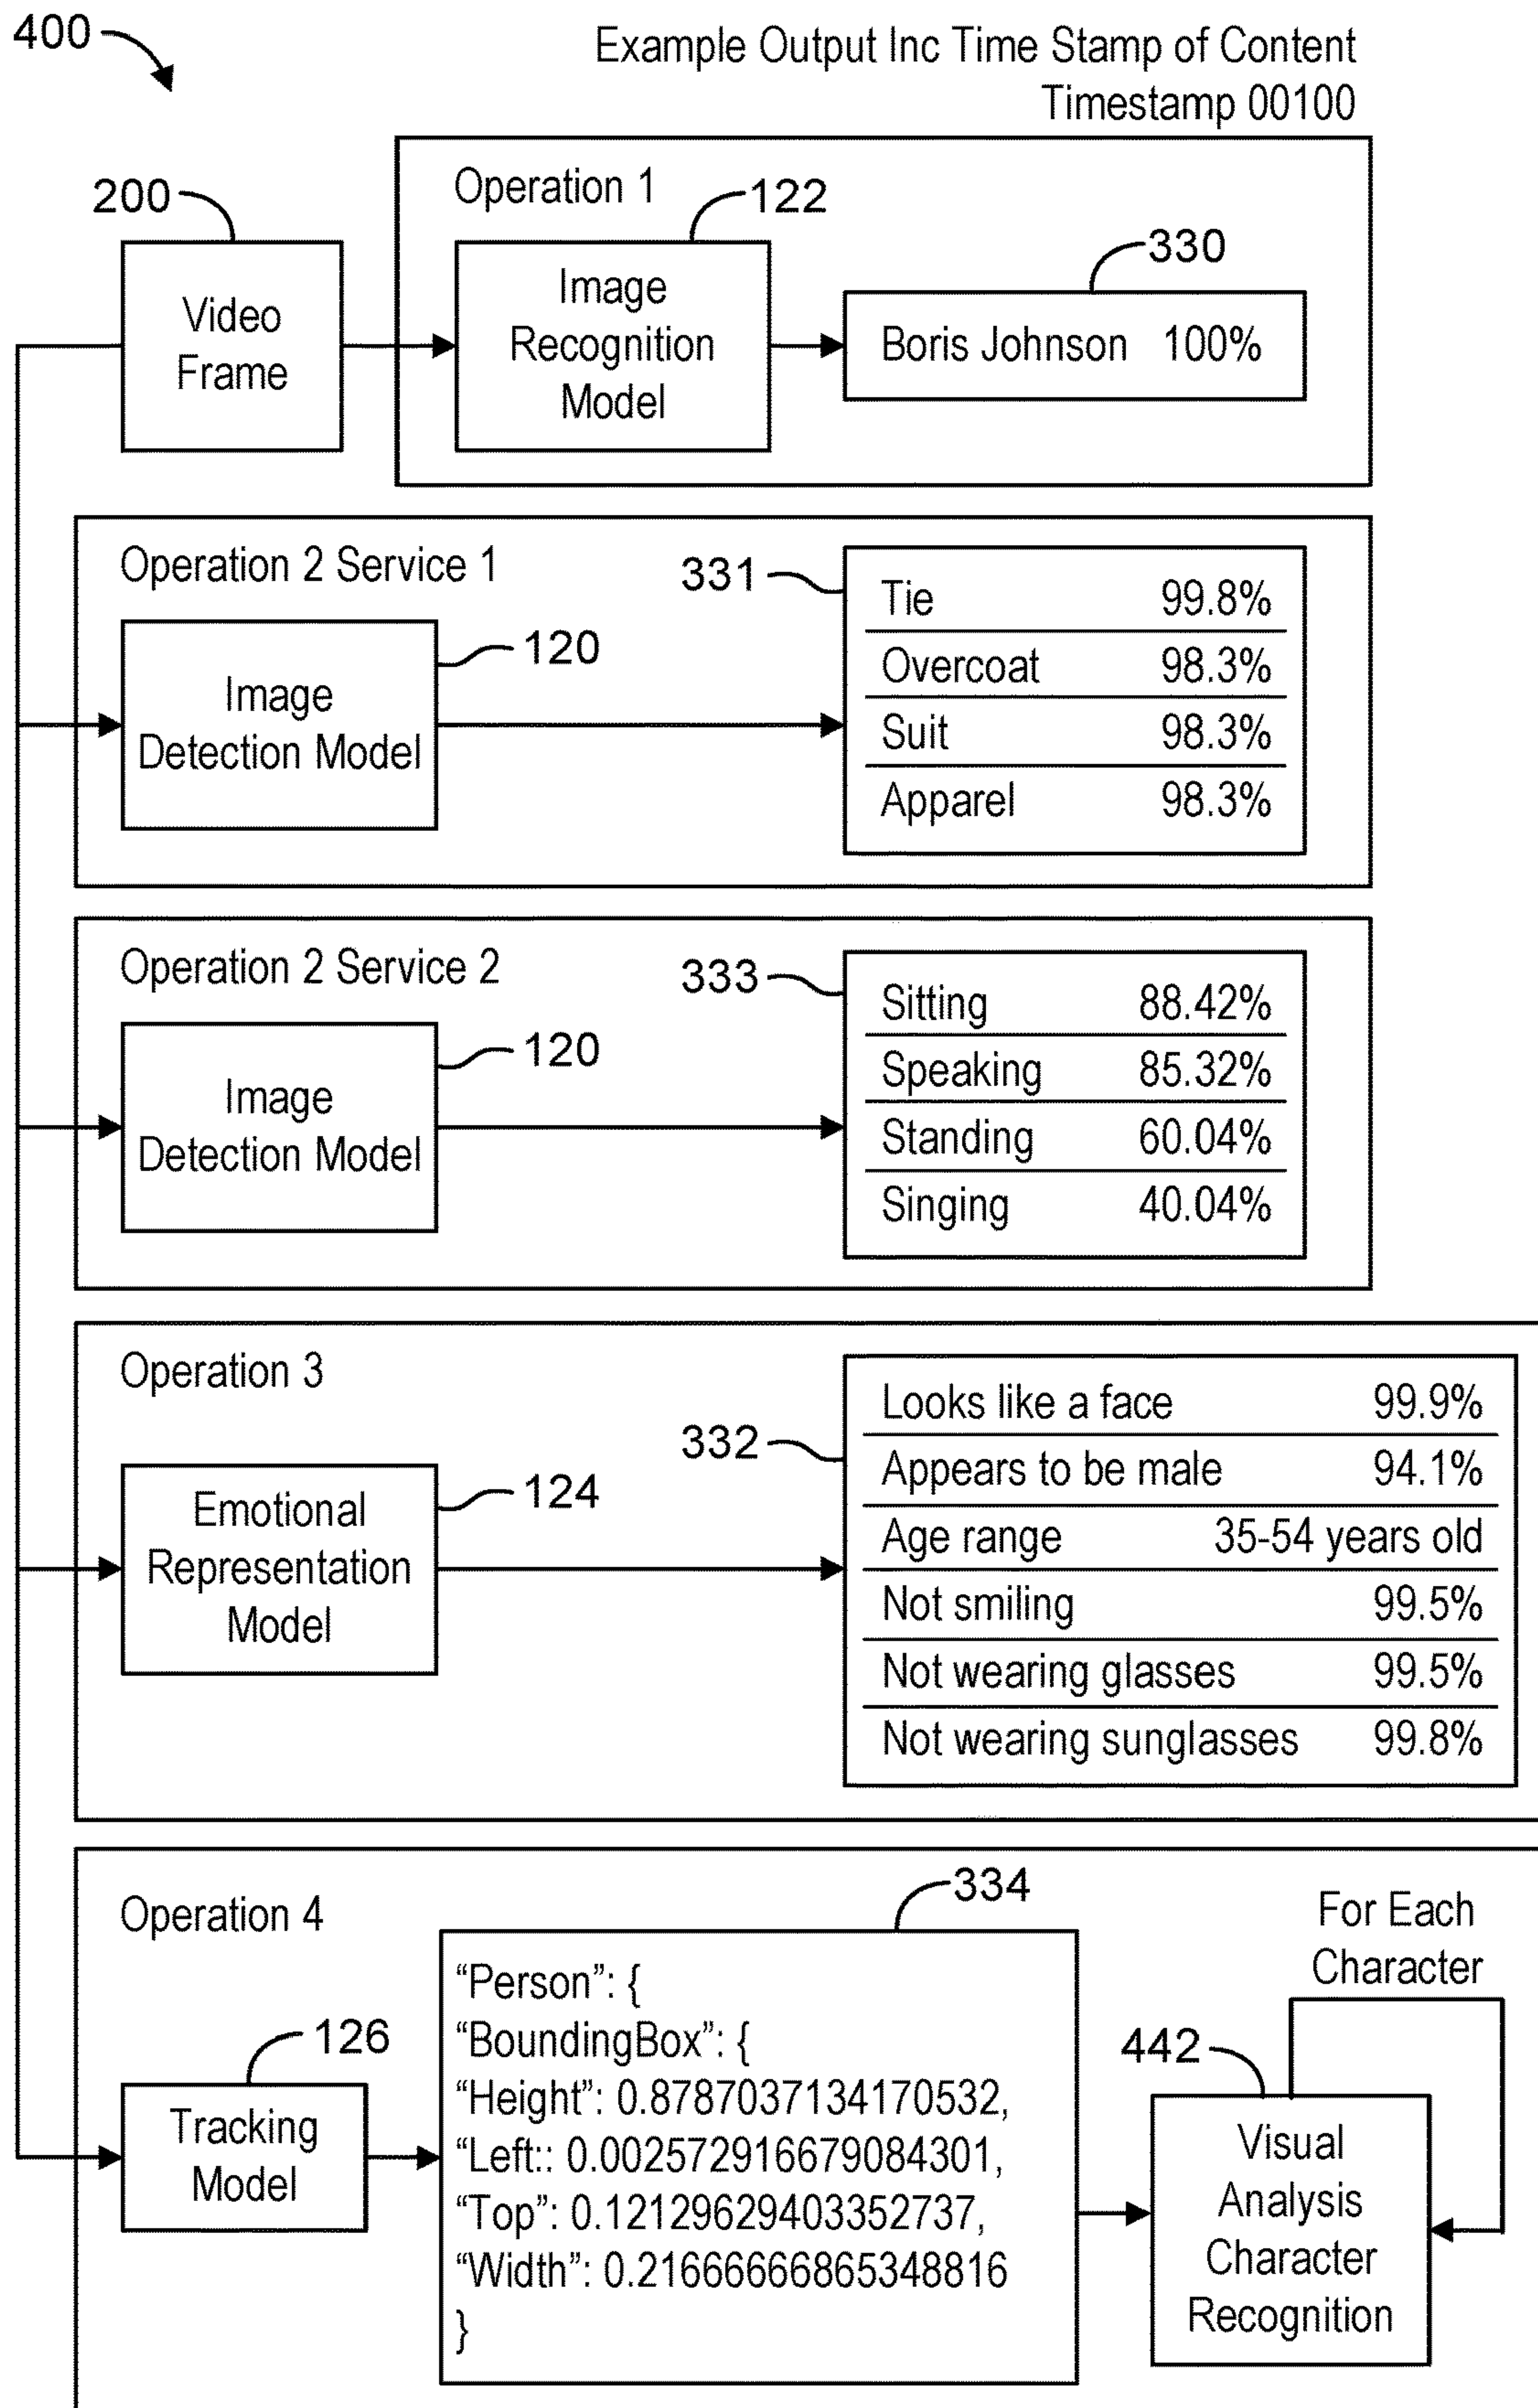 400
Example Output Inc Time Stamp of Content
Timestamp 00100
200
Video
Frame
Operation 1
122
Image
Recognition
Model
330
Boris Johnson 100%
Operation 2 Service 1
120
Image
Detection Model
331
Tie 99.8%
Overcoat 98.3%
Suit 98.3%
Apparel 98.3%
Operation 2 Service 2
120
Image
Detection Model
333
Sitting 88.42%
Speaking 85.32%
Standing 60.04%
Singing 40.04%
Operation 3
124
Emotional
Representation
Model
332
Looks like a face 99.9%
Appears to be male 94.1%
Age range 35-54 years old
Not smiling 99.5%
Not wearing glasses 99.5%
Not wearing sunglasses 99.8%
Operation 4
126
Tracking
Model
334
“Person”: {
“BoundingBox”: {
“Height”: 0.8787037134170532,
“Left:: 0.002572916679084301,
“Top”: 0.12129629403352737,
“Width”: 0.21666666865348816
}
For Each
Character
442
Visual
Analysis
Character
Recognition